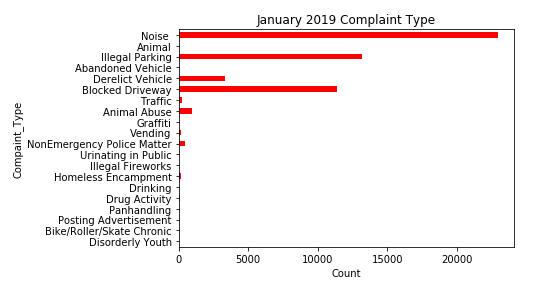 January 2019 Complaint Type
Noise
Animal
Illegal Parking
Abandoned Vehicle
Derelict Vehicle
Blocked Driveway
Traffic
Animal Abuse
Graffiti
Vending
NonEmergency Police Matter
Urinating in Public
Illegal Fireworks
Homeless Encampment
Drinking
Drug Activity
Panhandling
Posting Advertisement
Bike/Roller/Skate Chronic
Disorderly Youth
Compaint_Type
0 5000 10000 15000 20000
Count